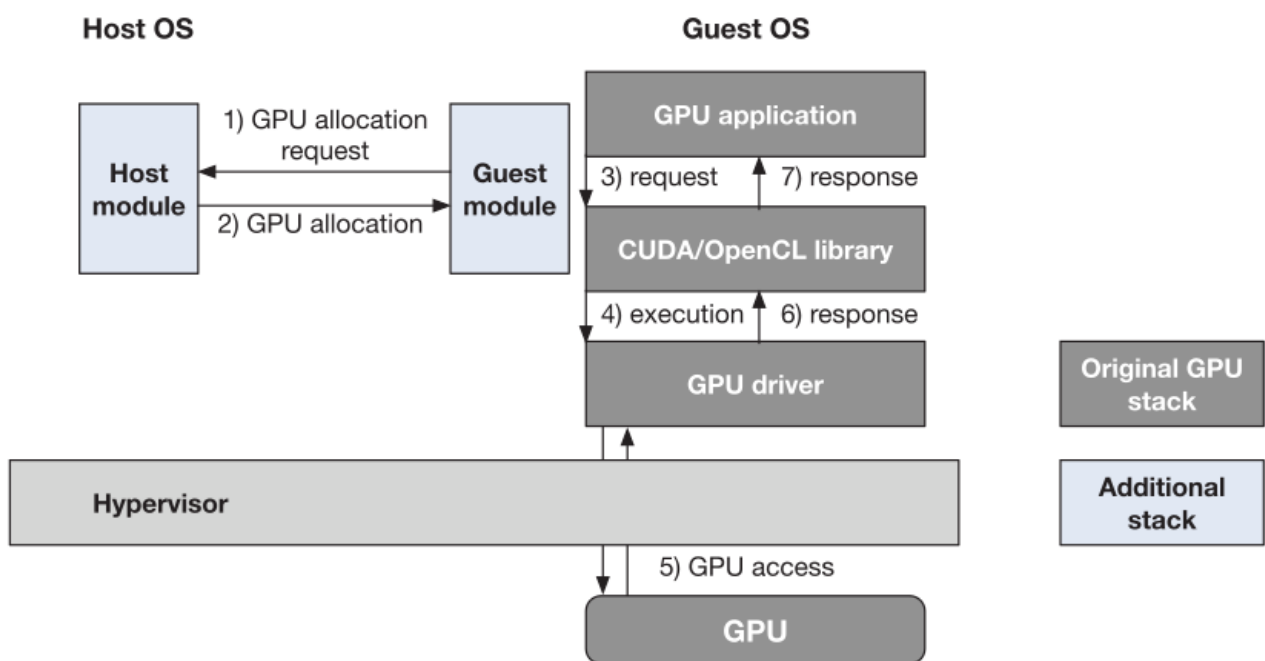 Host OS
Guest OS
GPU application
1) GPU allocation
request
Host
module
Guest
module
2) GPU allocation
3) request
7) response
CUDA/OpenCL library
4) execution
6) response
GPU driver
Original GPU
stack
Hypervisor
Additional
stack
5) GPU access
GPU